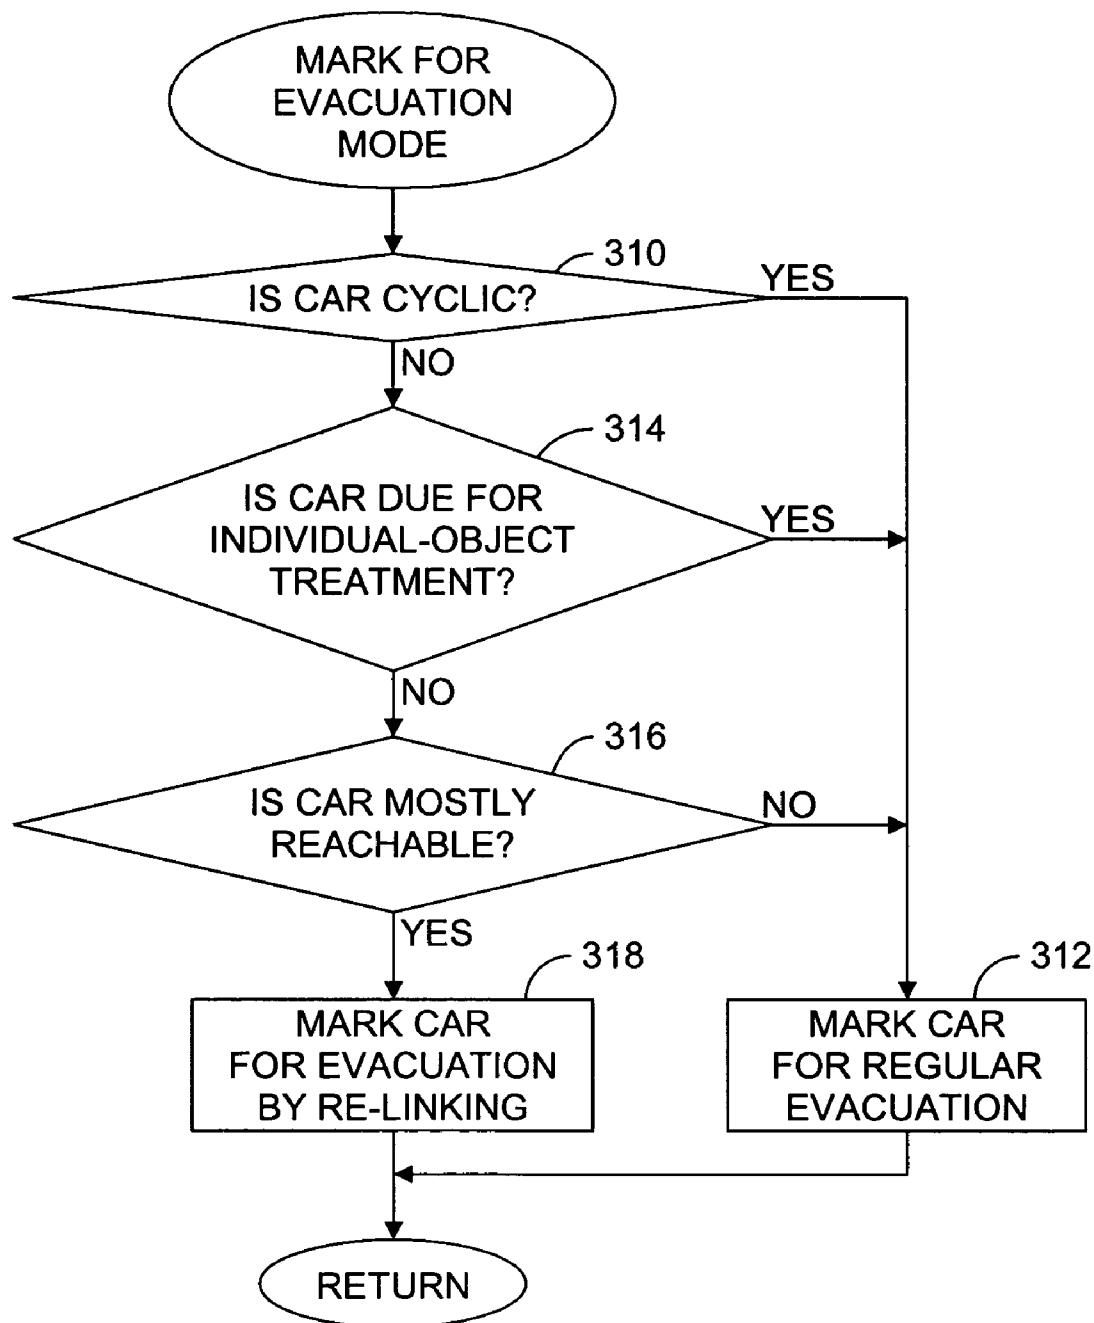 MARK FOR
EVACUATION
MODE
310
YES
IS CAR CYCLIC?
NO
314
IS CAR DUE FOR
INDIVIDUAL-OBJECT
TREATMENT?
YES
NO
316
IS CAR MOSTLY
REACHABLE?
NO
YES
318
312
MARK CAR
FOR EVACUATION
BY RE-LINKING
MARK CAR
FOR REGULAR
EVACUATION
RETURN